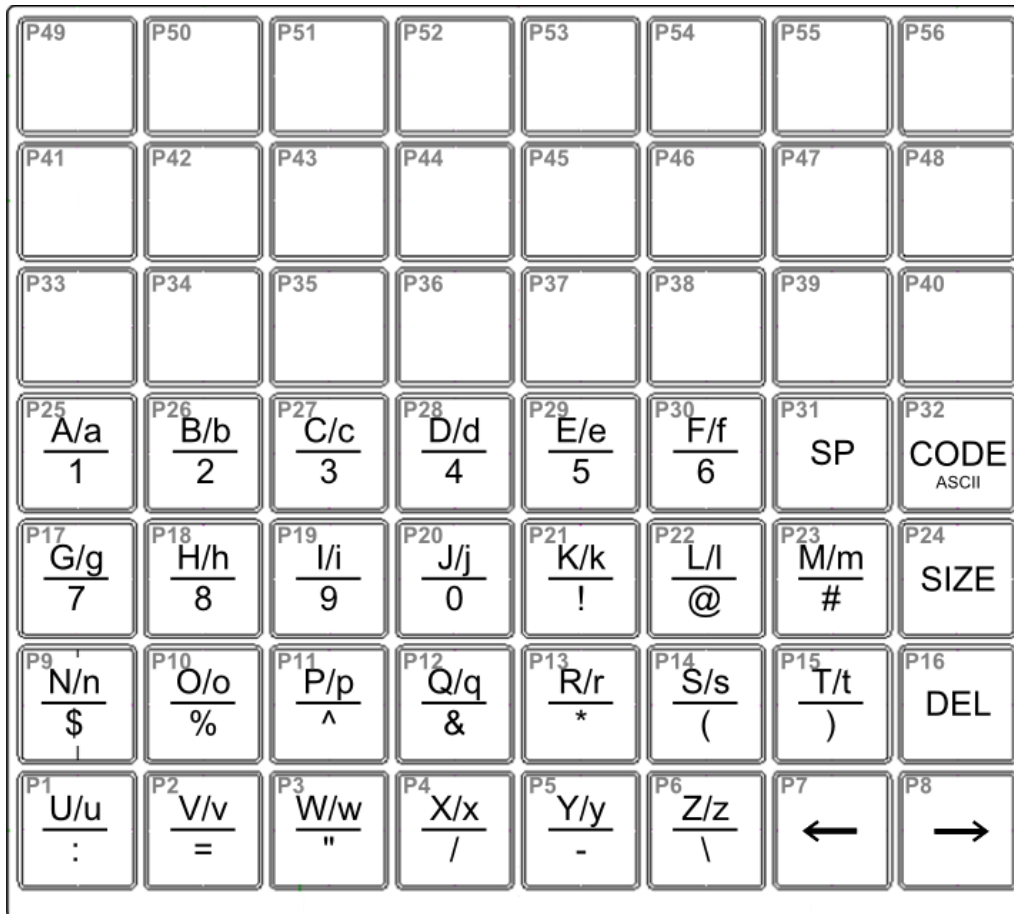 P49 P50 P51 P52 P53 P54 P55 P56
P41 P42 P43 P44 P45 P46 P47 P48
P33 P34 P35 P36 P37 P38 P39 P40
P25 P26 P27 P28 P29 P30 P31 P32
A/a B/b C/c D/d E/e F/f SP CODE
1 2 3 4 5 6 ASCII
P17 P18 P19 P20 P21 P22 P23 P24
G/g H/h I/i J/j K/k L/l M/m SIZE
7 8 9 0 ! @ #
P9 P10 P11 P12 P13 P14 P15 P16
N/n O/o P/p Q/q R/r S/s T/t DEL
$ % ^ & * ( )
P1 P2 P3 P4 P5 P6 P7 P8
U/u V/v W/w X/x Y/y Z/z ← →
: = " / - \